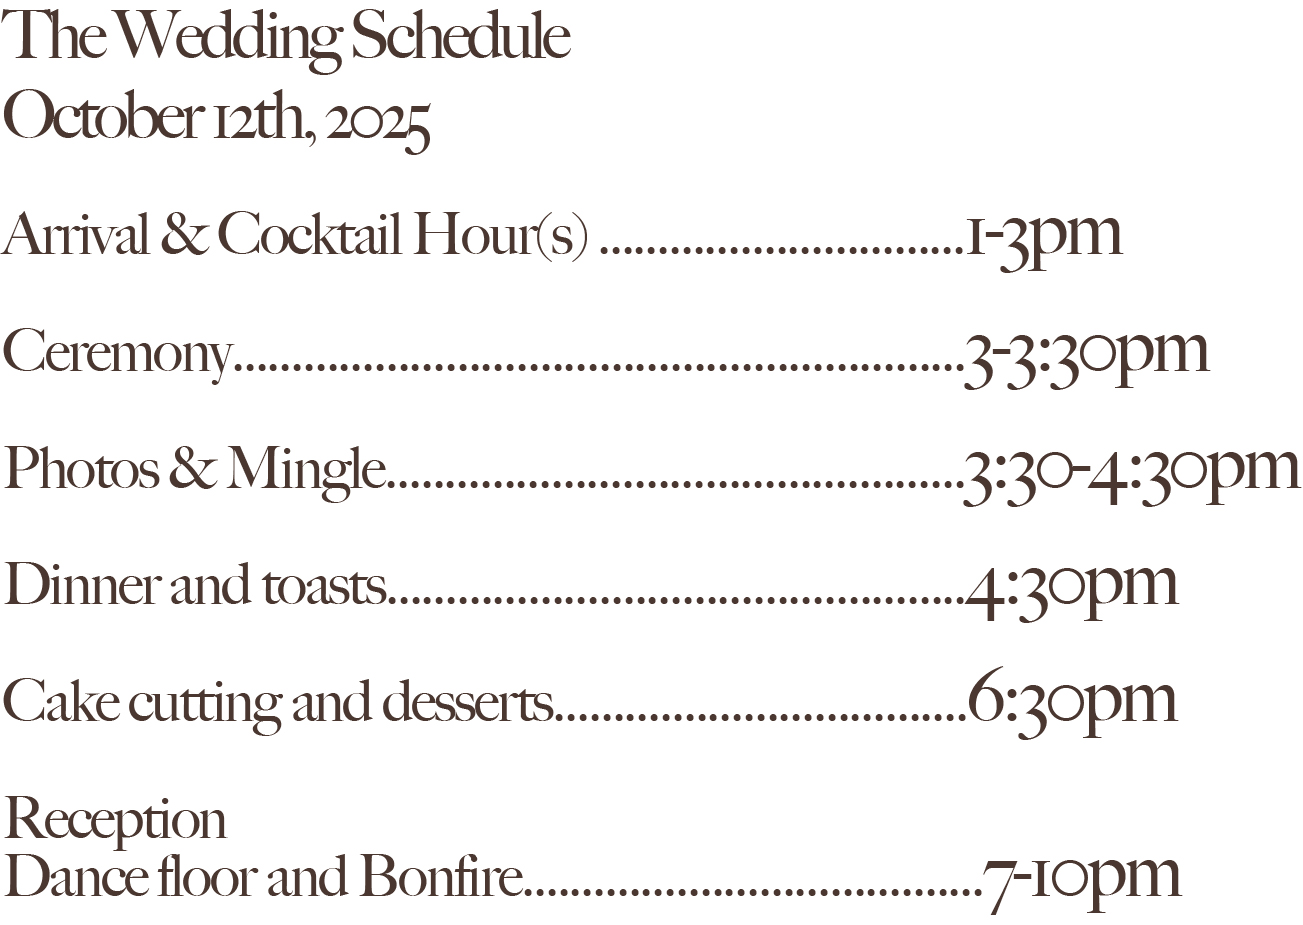 The Wedding Schedule
October 12th, 2025
Arrival & Cocktail Hour(s) ...............................1-3pm
Ceremony..............................................................3-3:30pm
Photos & Mingle.................................................3:30-4:30pm
Dinner and toasts.................................................4:30pm
Cake cutting and desserts...................................6:30pm
Reception
Dance floor and Bonfire.......................................7-10pm